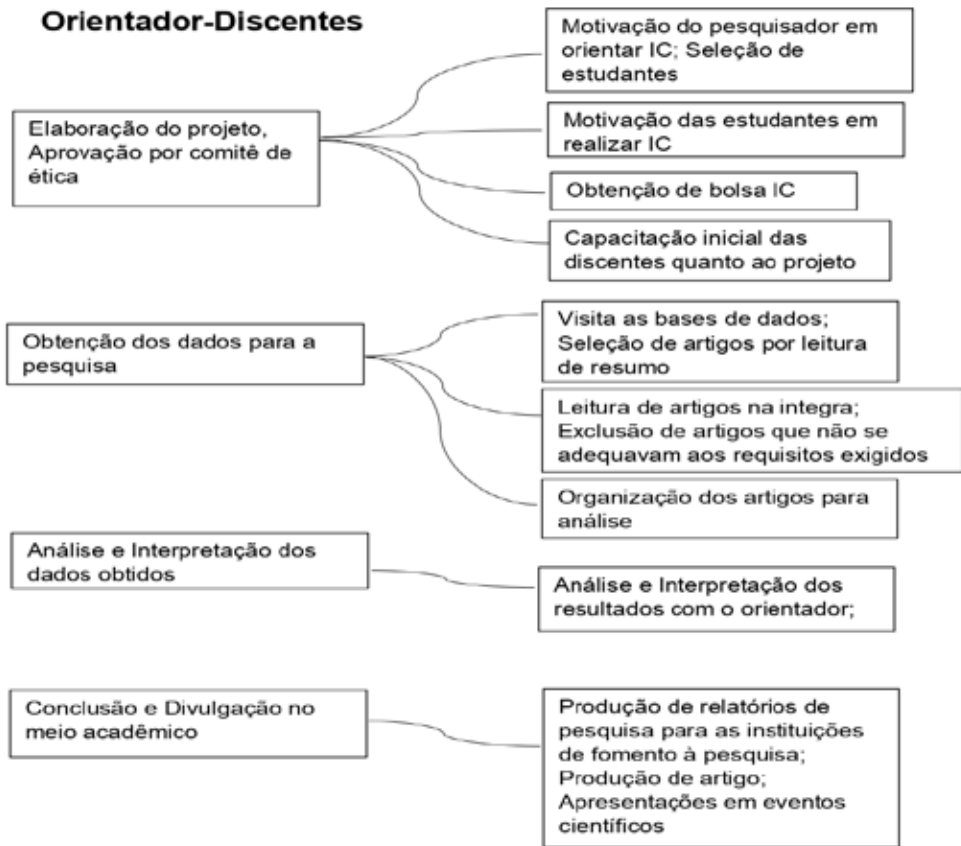 Orientador-Discentes
Elaboração do projeto,
Aprovação por comitê de
ética
Motivação do pesquisador em
orientar IC; Seleção de
estudantes
Motivação das estudantes em
realizar IC
Obtenção de bolsa IC
Capacitação inicial das
discentes quanto ao projeto
Obtenção dos dados para a
pesquisa
Visita as bases de dados;
Seleção de artigos por leitura
de resumo
Leitura de artigos na integra;
Exclusão de artigos que não se
adequavam aos requisitos exigidos
Organização dos artigos para
análise
Análise e Interpretação dos
dados obtidos
Análise e Interpretação dos
resultados com o orientador;
Conclusão e Divulgação no
meio acadêmico
Produção de relatórios de
pesquisa para as instituições
de fomento à pesquisa;
Produção de artigo;
Apresentações em eventos
científicos